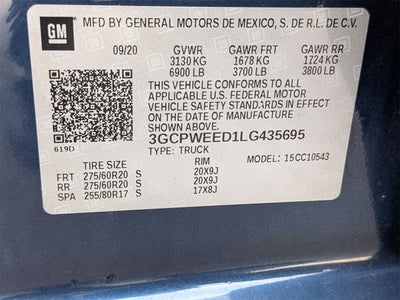 GM
MFD BY GENERAL MOTORS DE MEXICO, S. DE R.L. DE C.V.
09/20 GVWR GAWR FRT GAWR RR
3130 KG 1678 KG 1724 KG
6900 LB 3700 LB 3800 LB
THIS VEHICLE CONFORMS TO ALL
APPLICABLE U.S. FEDERAL MOTOR
VEHICLE SAFETY STANDARDS IN EFFECT
ON THE DATE OF MANUFACTURE SHOWN ABOVE.
619D
3GCPWEED1LG435695
TYPE: TRUCK MODEL: 15CC10543
TIRE SIZE RIM
FRT 275/60R20 S 20X9J
RR 275/60R20 S 20X9J
SPA 255/80R17 S 17X8J